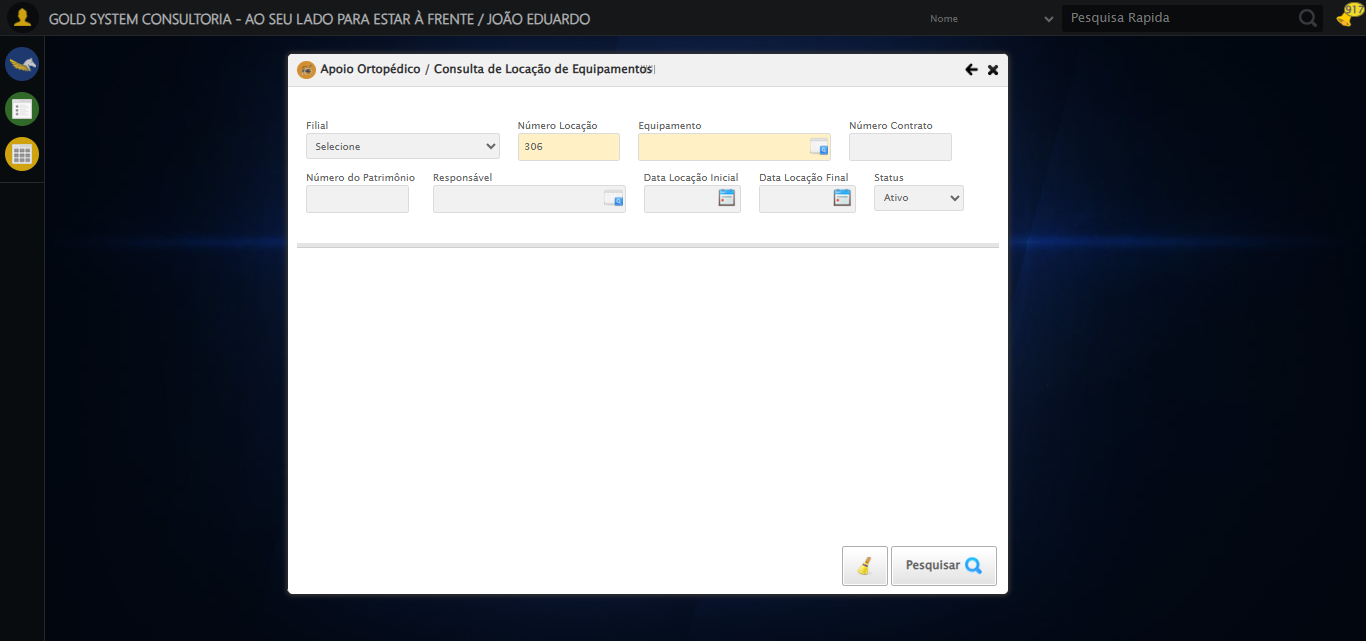 GOLD SYSTEM CONSULTORIA - AO SEU LADO PARA ESTAR À FRENTE / JOÃO EDUARDO
Nome
Pesquisa Rapida
917
Apoio Ortopédico / Consulta de Locação de Equipamentos
Filial
Número Locação
Equipamento
Número Contrato
Selecione
306
Número do Patrimônio
Responsável
Data Locação Inicial
Data Locação Final
Status
Ativo
Pesquisar